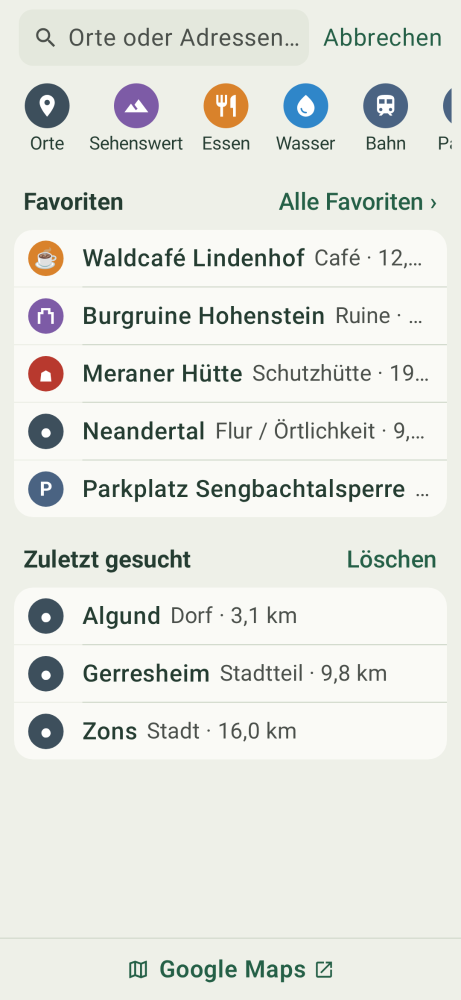 Orte oder Adressen… Abbrechen
Orte Sehenswert Essen Wasser Bahn
Favoriten Alle Favoriten ›
Waldcafé Lindenhof Café · 12,…
Burgruine Hohenstein Ruine · …
Meraner Hütte Schutzhütte · 19…
Neandertal Flur / Örtlichkeit · 9,…
P Parkplatz Sengbachtalsperre …
Zuletzt gesucht Löschen
Algund Dorf · 3,1 km
Gerresheim Stadtteil · 9,8 km
Zons Stadt · 16,0 km
Google Maps